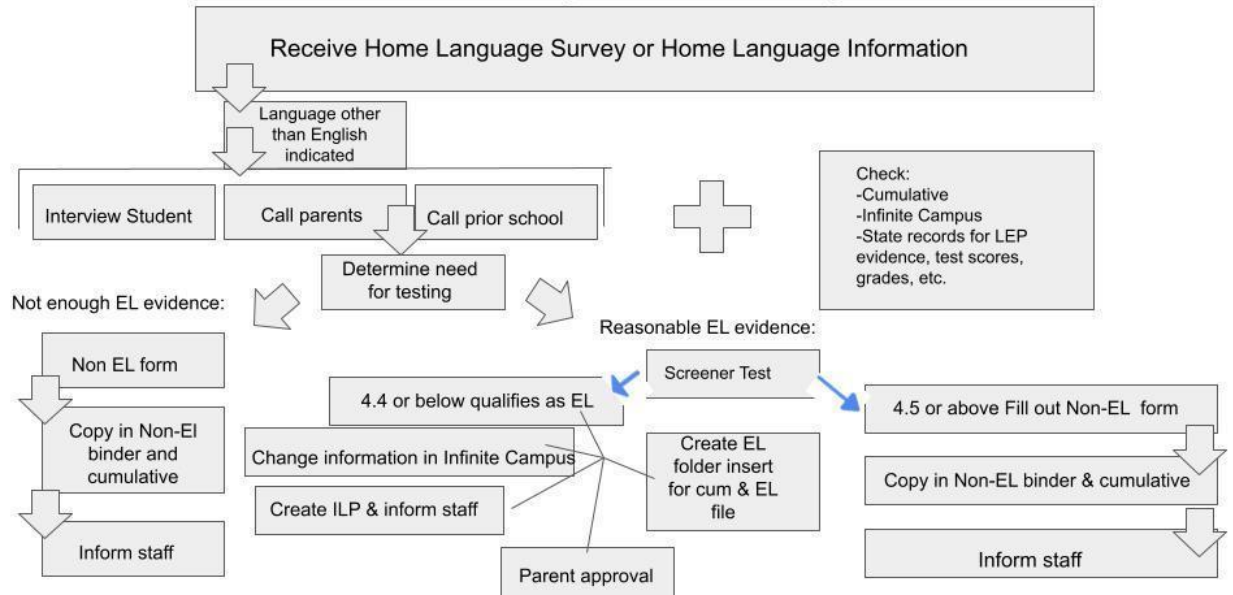 Receive Home Language Survey or Home Language Information
Language other
than English
indicated
Interview Student
Call parents
Call prior school
Check:
-Cumulative
-Infinite Campus
-State records for LEP
evidence, test scores,
grades, etc.
Determine need
for testing
Not enough EL evidence:
Reasonable EL evidence:
Non EL form
Copy in Non-El
binder and
cumulative
Inform staff
Screener Test
4.4 or below qualifies as EL
Change information in Infinite Campus
Create ILP & inform staff
Parent approval
Create EL
folder insert
for cum & EL
file
4.5 or above Fill out Non-EL form
Copy in Non-EL binder & cumulative
Inform staff